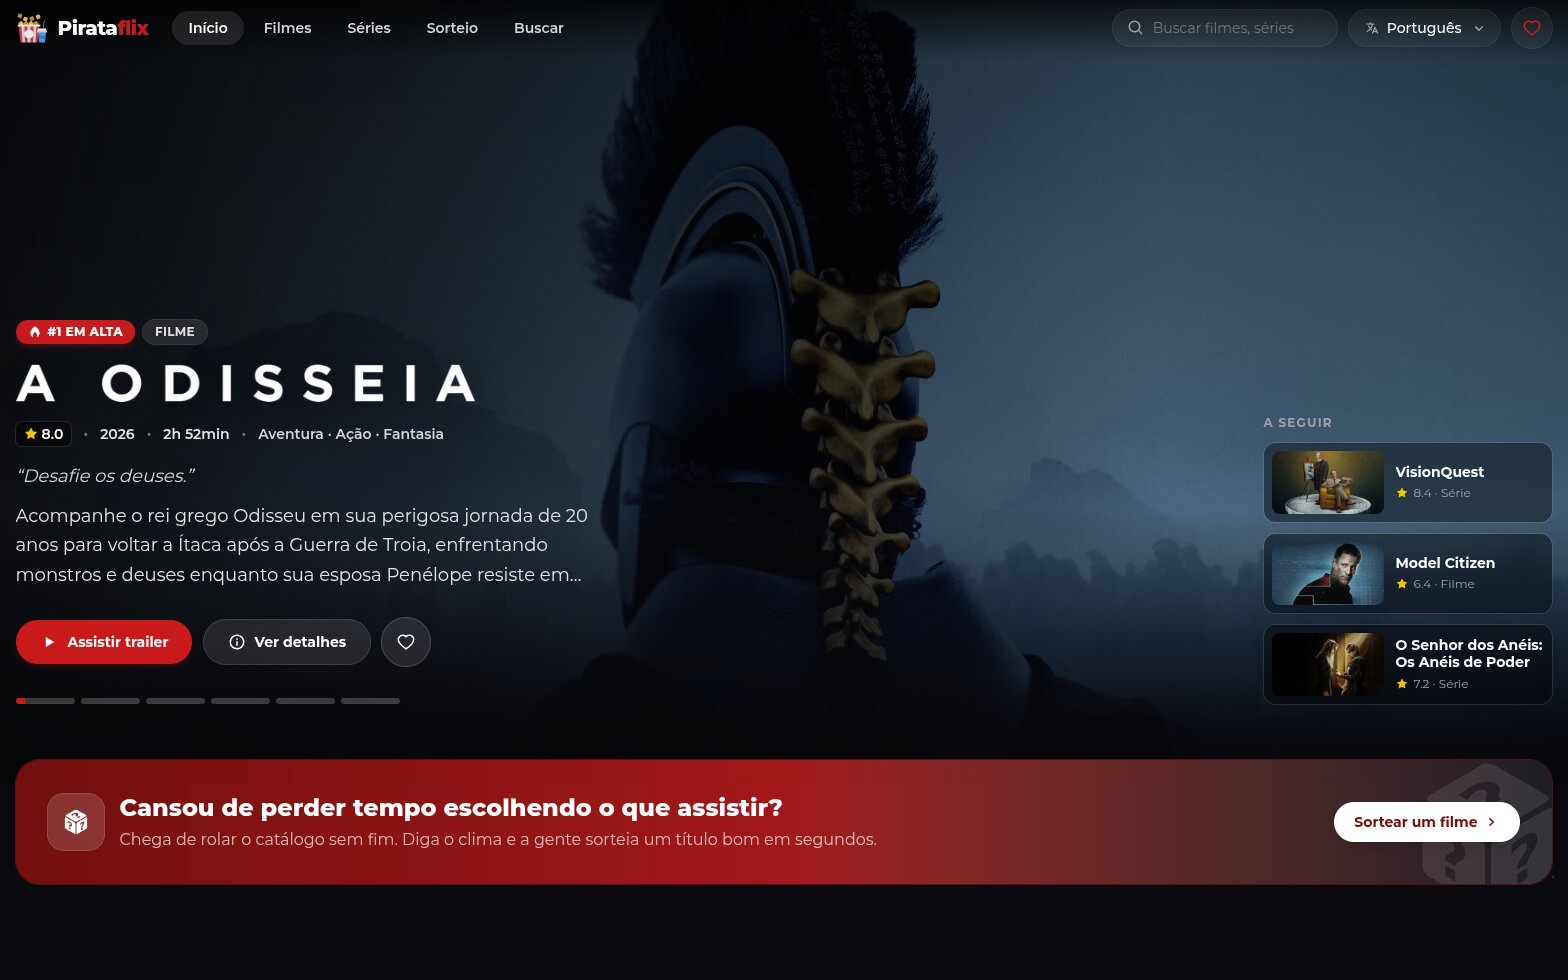 Pirataflix
Início
Filmes
Séries
Sorteio
Buscar
Buscar filmes, séries
Português
#1 EM ALTA
FILME
A ODISSEIA
8.0 • 2026 • 2h 52min • Aventura · Ação · Fantasia
“Desafie os deuses.”
Acompanhe o rei grego Odisseu em sua perigosa jornada de 20
anos para voltar a Ítaca após a Guerra de Troia, enfrentando
monstros e deuses enquanto sua esposa Penélope resiste em...
Assistir trailer
Ver detalhes
A SEGUIR
VisionQuest
8.4 · Série
Model Citizen
6.4 · Filme
O Senhor dos Anéis:
Os Anéis de Poder
7.2 · Série
Cansou de perder tempo escolhendo o que assistir?
Chega de rolar o catálogo sem fim. Diga o clima e a gente sorteia um título bom em segundos.
Sortear um filme